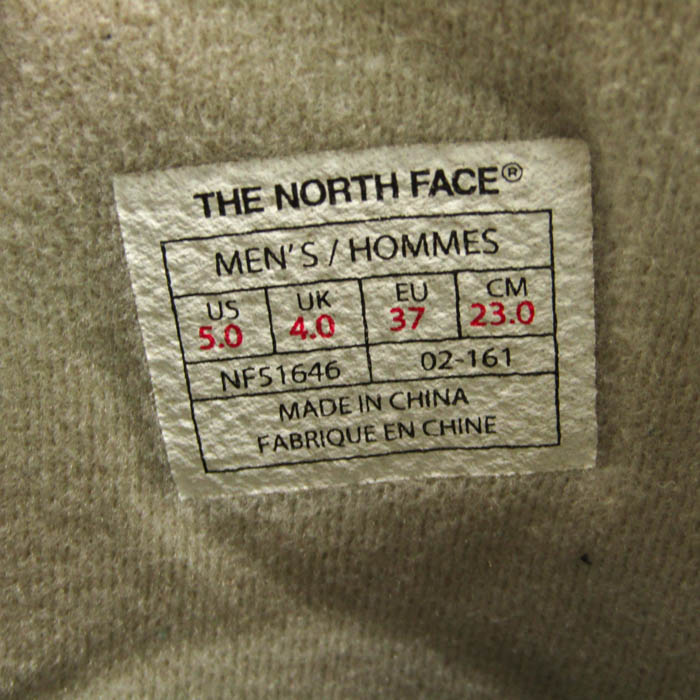 THE NORTH FACE®
MEN'S / HOMMES
US UK EU CM
5.0 4.0 37 23.0
NF51646 02-161
MADE IN CHINA
FABRIQUE EN CHINE